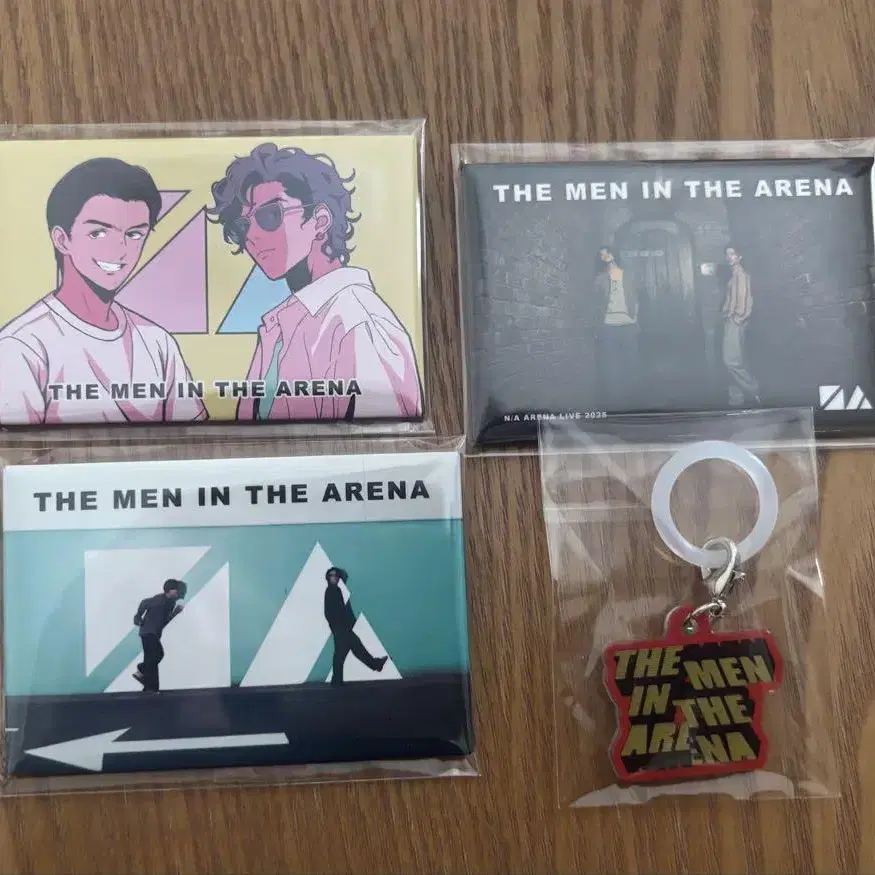 THE MEN IN THE ARENA
THE MEN IN THE ARENA
N/A ARENA LIVE 2025
THE MEN IN THE ARENA
THE MEN
IN THE
ARENA